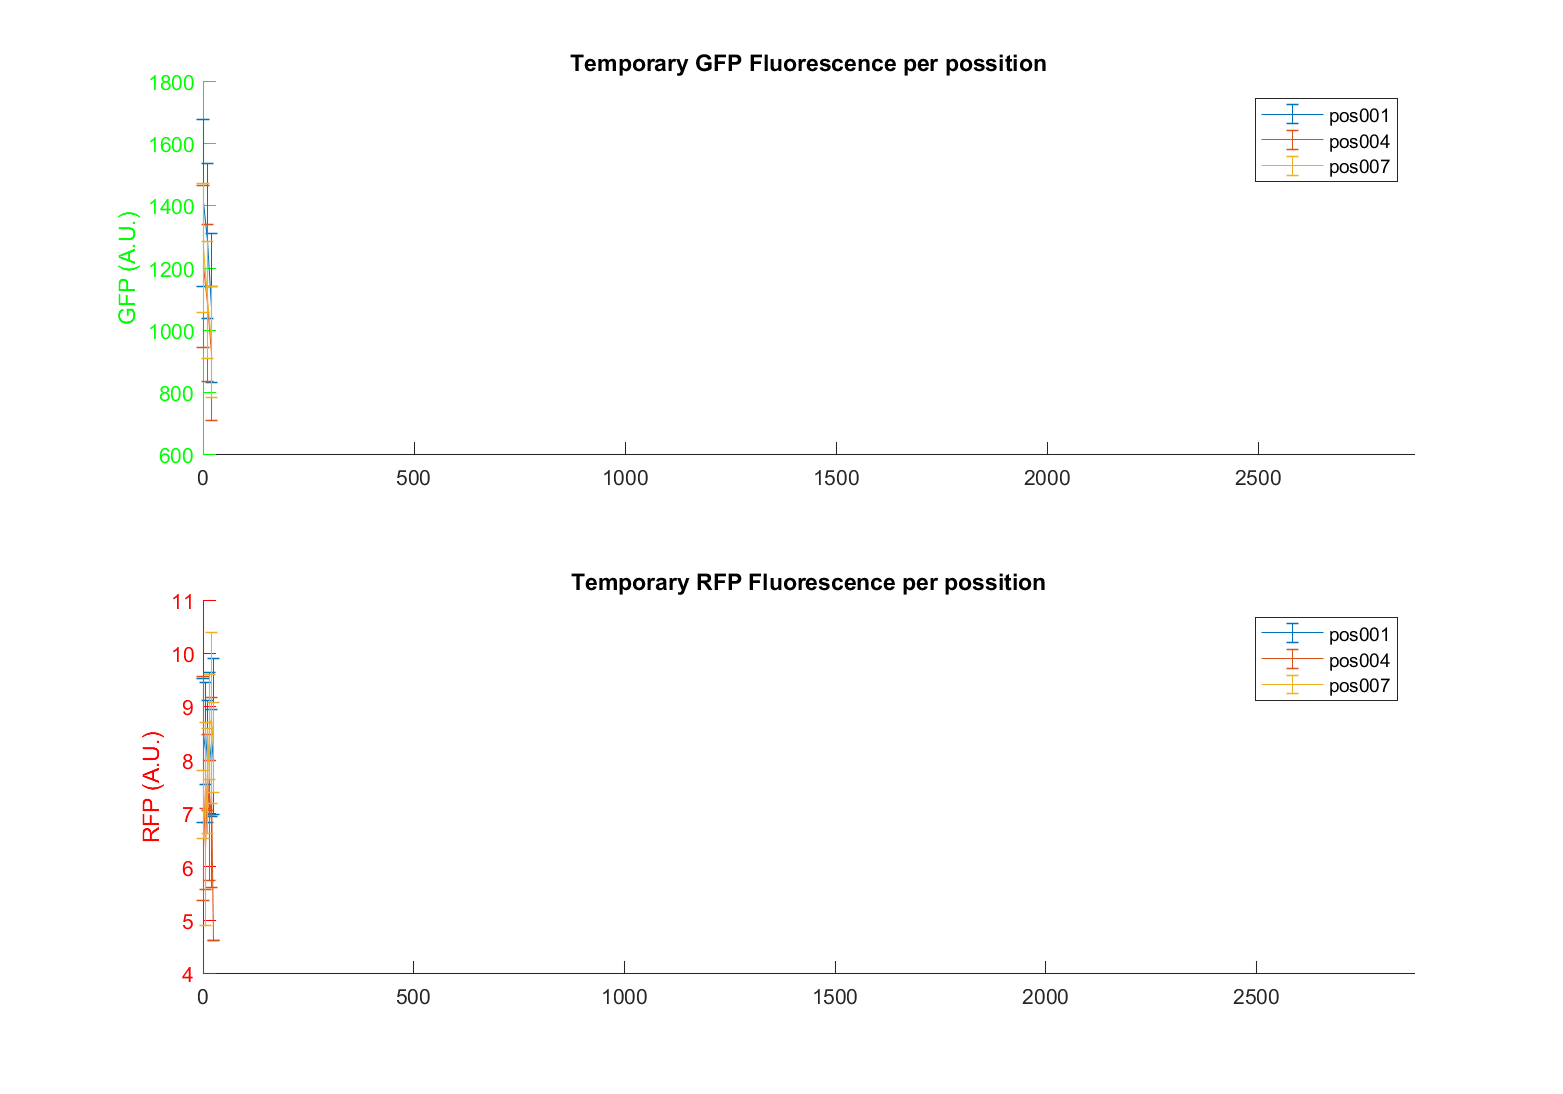 Temporary GFP Fluorescence per possition
GFP (A.U.)
1800
1600
1400
1200
1000
800
600
0 500 1000 1500 2000 2500
pos001
pos004
pos007
Temporary RFP Fluorescence per possition
RFP (A.U.)
11
10
9
8
7
6
5
4
0 500 1000 1500 2000 2500
pos001
pos004
pos007